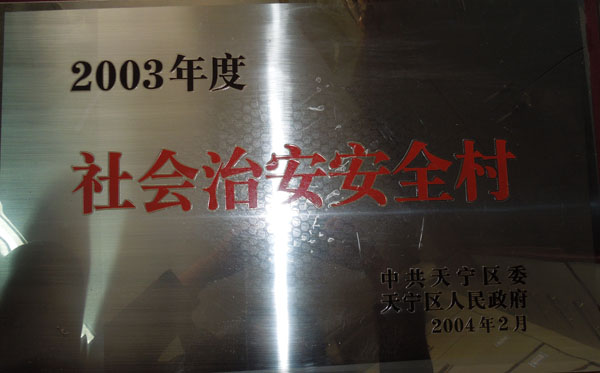 2003年度
社会治安安全村
中共天宁区委
天宁区人民政府
2004年2月